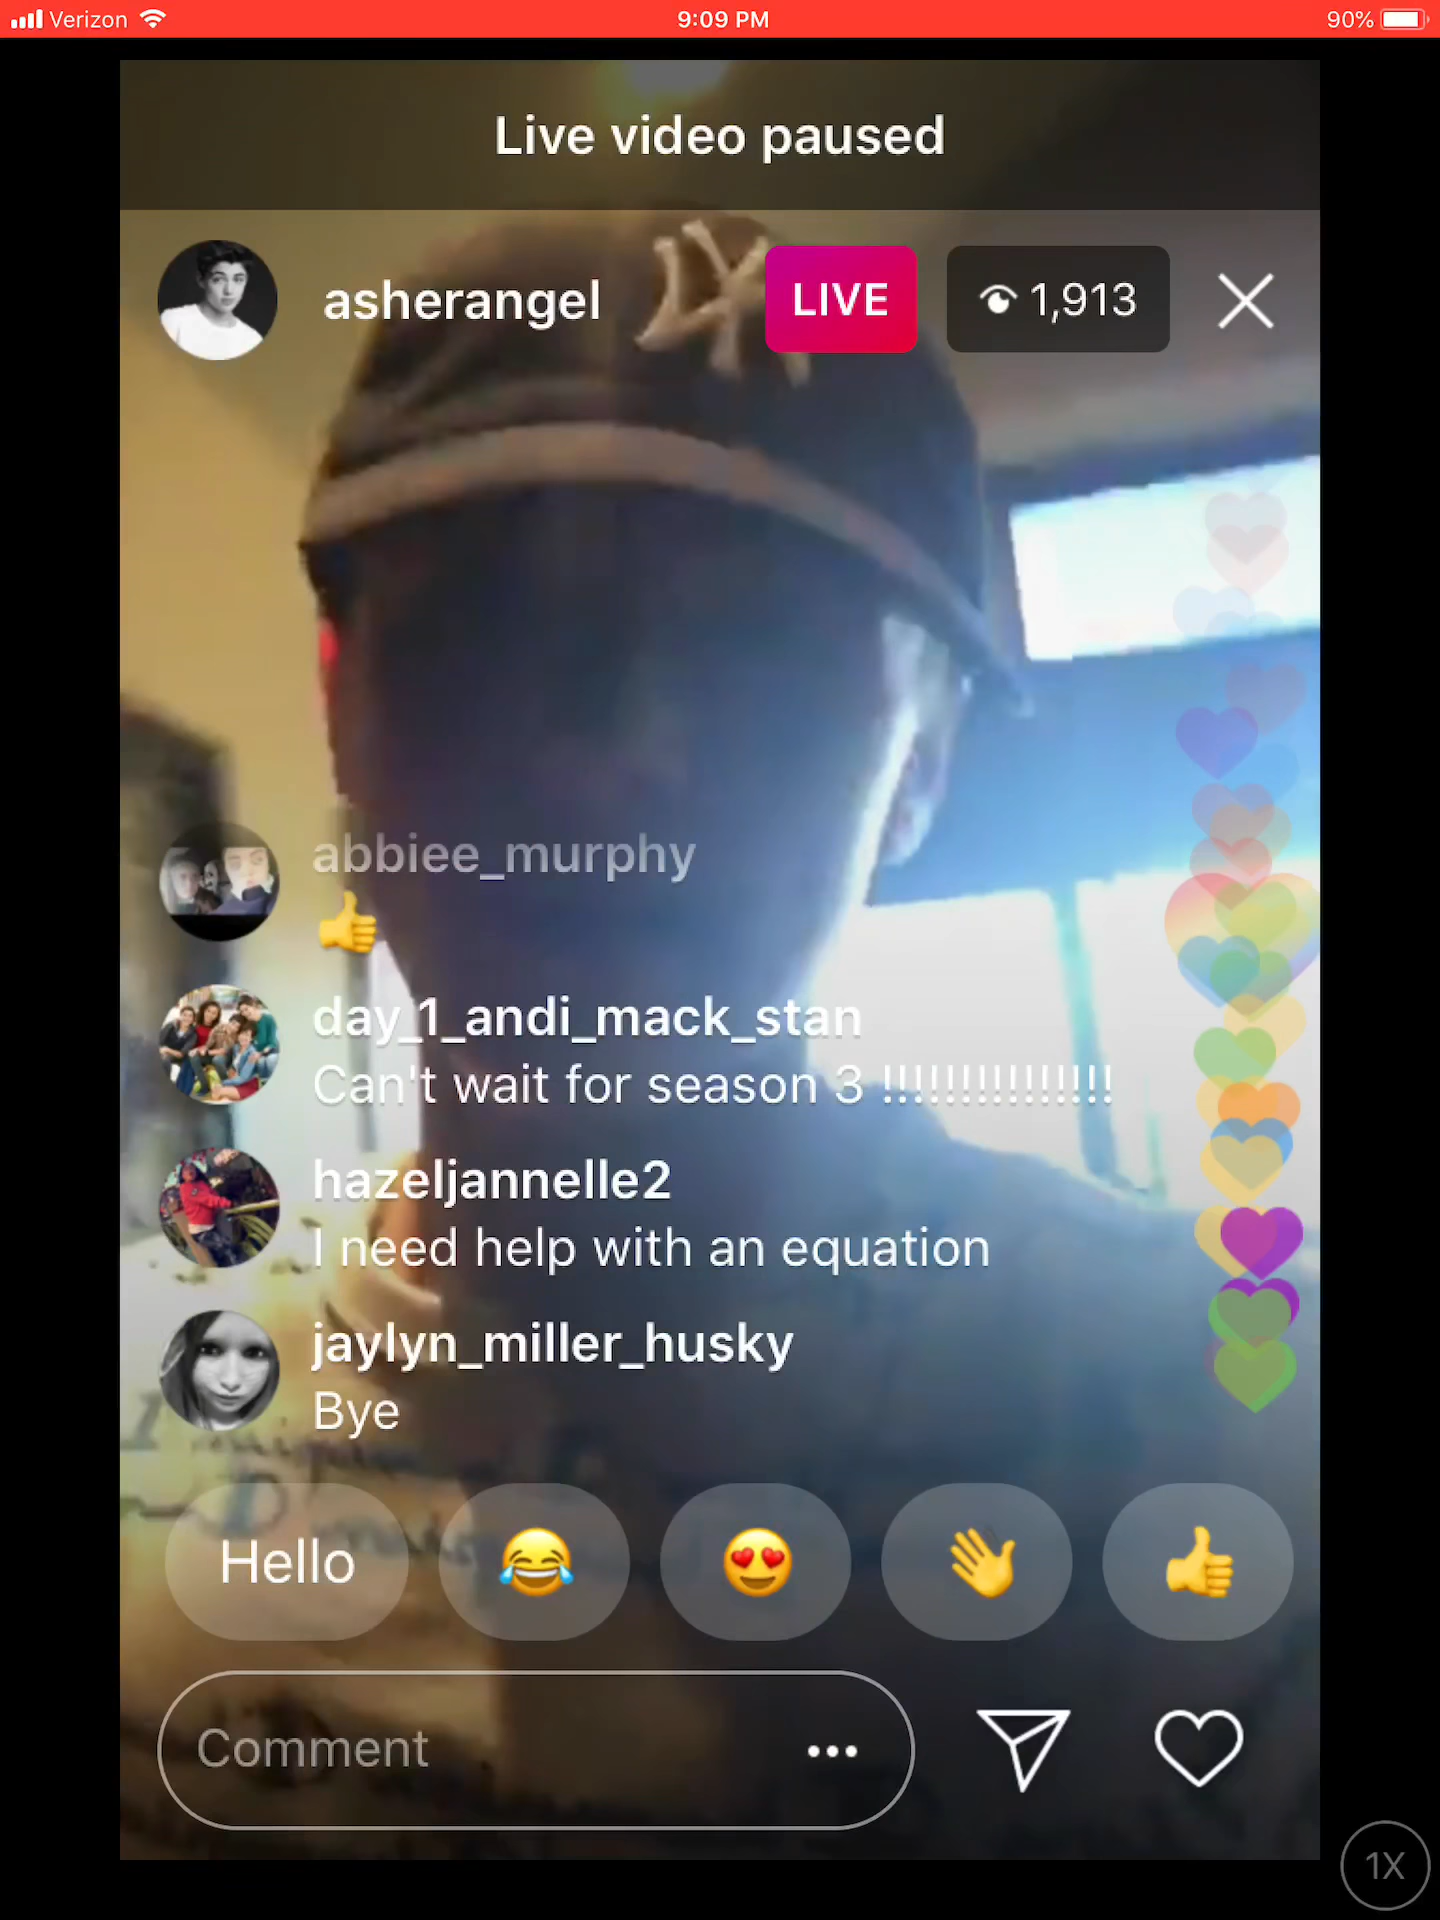 Verizon 9:09 PM 90%
Live video paused
asherangel LIVE 1,913
NY
abbiee_murphy
👍
day_1_andi_mack_stan
Can't wait for season 3 !!!!!!!!!!!!!!!
hazeljannelle2
I need help with an equation
jaylyn_miller_husky
Bye
Hello 😂 😍 👋 👍
Comment
1X